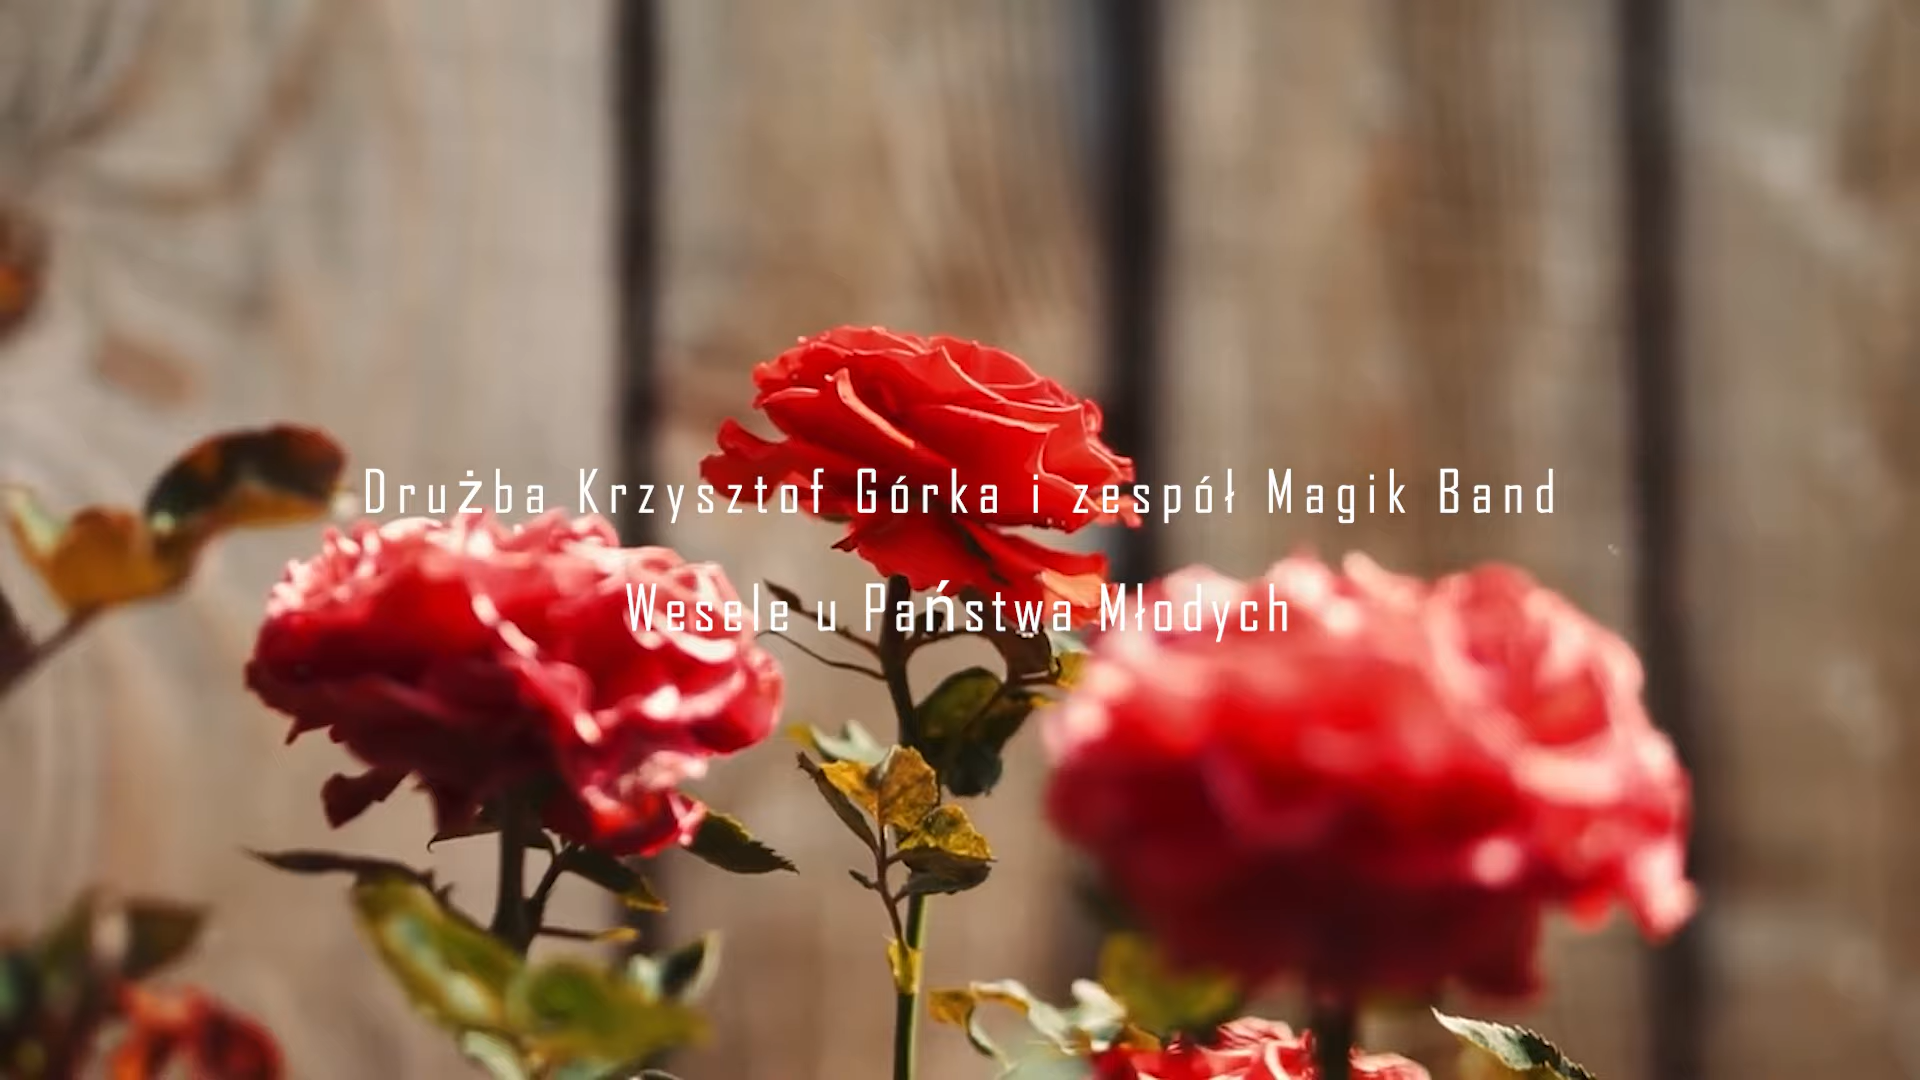 Drużba Krzysztof Górka i zespół Magik Band
Wesele u Państwa Młodych